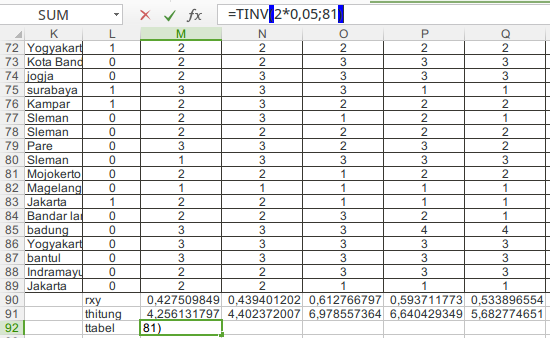 SUM fx =TINV(2*0,05;81)
K L M N O P Q
72 Yogyakart 1 2 2 2 2 2
73 Kota Band 0 2 2 3 3 3
74 jogja 0 2 3 3 3 3
75 surabaya 1 3 3 3 1 1
76 Kampar 1 3 2 2 2
77 Sleman 0 2 3 1 2 1
78 Sleman 0 2 2 2 2 2
79 Pare 0 3 2 3 3 2
80 Sleman 0 1 3 3 3 3
81 Mojokerto 0 2 2 1 2 2
82 Magelang 0 1 1 1 1 1
83 Jakarta 1 2 2 1 1 1
84 Bandar lai 0 2 2 3 2 1
85 badung 0 3 3 3 4 4
86 Yogyakart 0 3 3 3 3 3
87 bantul 0 3 3 3 3 3
88 Indramayu 0 2 2 3 3 3
89 Jakarta 0 2 2 1 1 1
90 rxy 0,427509849 0,439401202 0,612766797 0,593711773 0,533896554
91 thitung 4,256131797 4,402372007 6,978557364 6,640429349 5,682774651
92 ttabel 81)